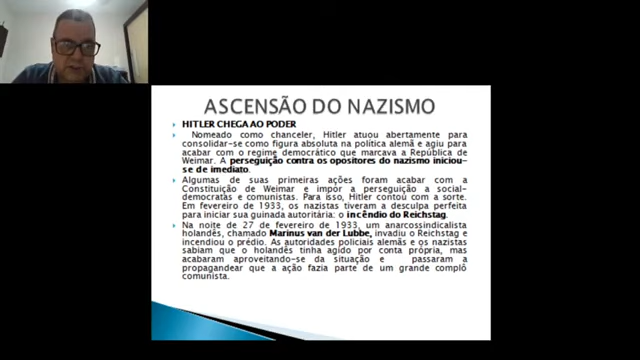 ASCENSÃO DO NAZISMO
HITLER CHEGA AO PODER
Nomeado como chanceler, Hitler atuou abertamente para
consolidar-se como figura absoluta na política alemã e agiu para
acabar com o regime democrático que marcava a República de
Weimar. A perseguição contra os opositores do nazismo iniciou-
se de imediato.
Algumas de suas primeiras ações foram acabar com a
Constituição de Weimar e impor a perseguição a social-
democratas e comunistas. Para isso, Hitler contou com a sorte.
Em fevereiro de 1933, os nazistas tiveram a desculpa perfeita
para iniciar sua guinada autoritária: o incêndio do Reichstag.
Na noite de 27 de fevereiro de 1933, um anarcossindicalista
holandês, chamado Marinus van der Lubbe, invadiu o Reichstag e
incendiou o prédio. As autoridades policiais alemãs e os nazistas
sabiam que o holandês tinha agido por conta própria, mas
acabaram aproveitando-se da situação e passaram a
propagandear que a ação fazia parte de um grande complô
comunista.